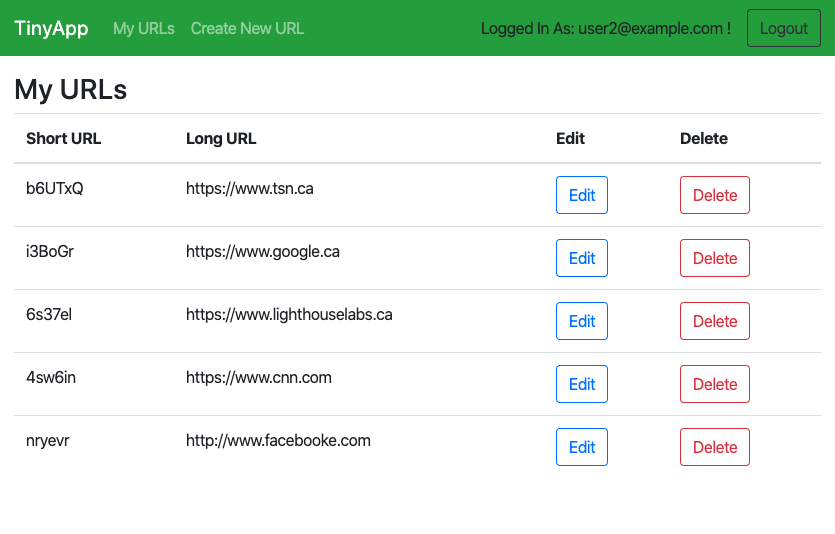 TinyApp My URLs Create New URL Logged In As: user2@example.com ! Logout
My URLs
Short URL Long URL Edit Delete
b6UTxQ https://www.tsn.ca Edit Delete
i3BoGr https://www.google.ca Edit Delete
6s37el https://www.lighthouselabs.ca Edit Delete
4sw6in https://www.cnn.com Edit Delete
nryevr http://www.facebooke.com Edit Delete